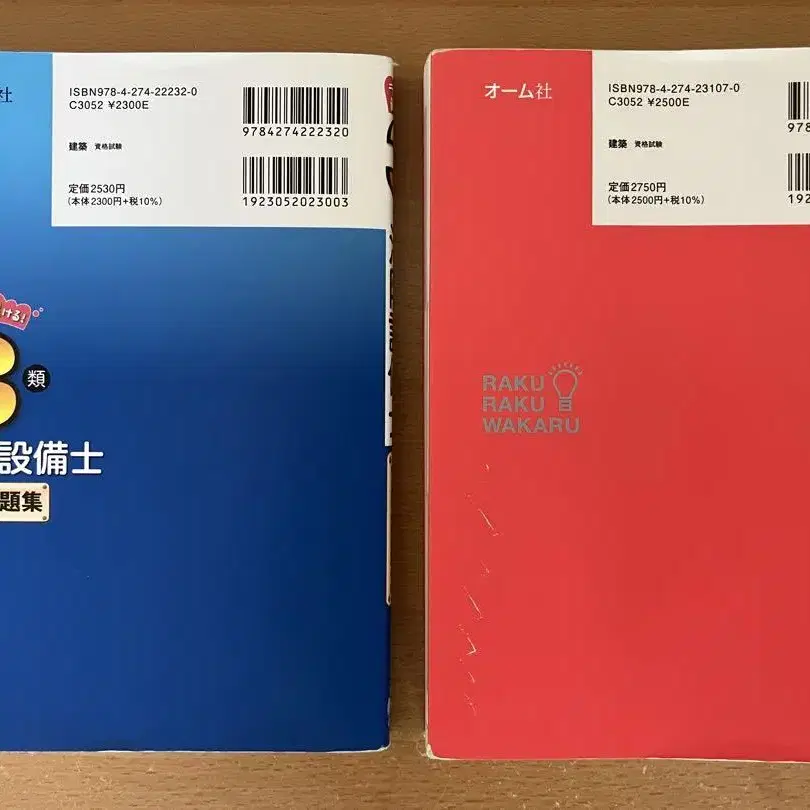 社
ISBN978-4-274-22232-0
C3052 ¥2300E
建築 資格試験
定価2530円
（本体2300円+税10%）
9784274222320
1923052023003
ける!
類
設備士
題集
オーム社
ISBN978-4-274-23107-0
C3052 ¥2500E
建築 資格試験
定価2750円
（本体2500円+税10%）
978
192
RAKU
RAKU
WAKARU